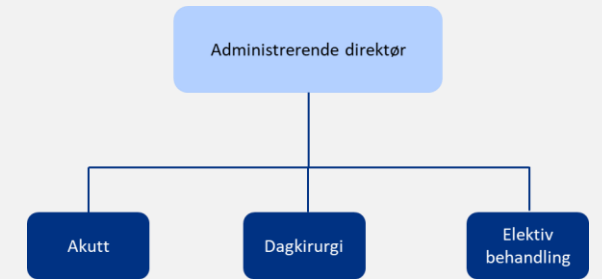 Administrerende direktør
Akutt
Dagkirurgi
Elektiv
behandling